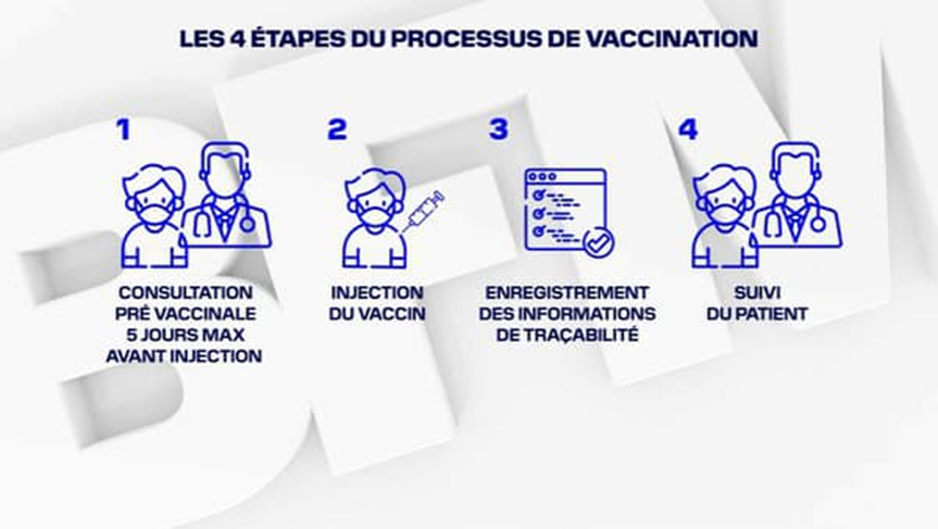 LES 4 ÉTAPES DU PROCESSUS DE VACCINATION
1
CONSULTATION
PRÉ VACCINALE
5 JOURS MAX
AVANT INJECTION
2
INJECTION
DU VACCIN
3
ENREGISTREMENT
DES INFORMATIONS
DE TRAÇABILITÉ
4
SUIVI
DU PATIENT
BFM